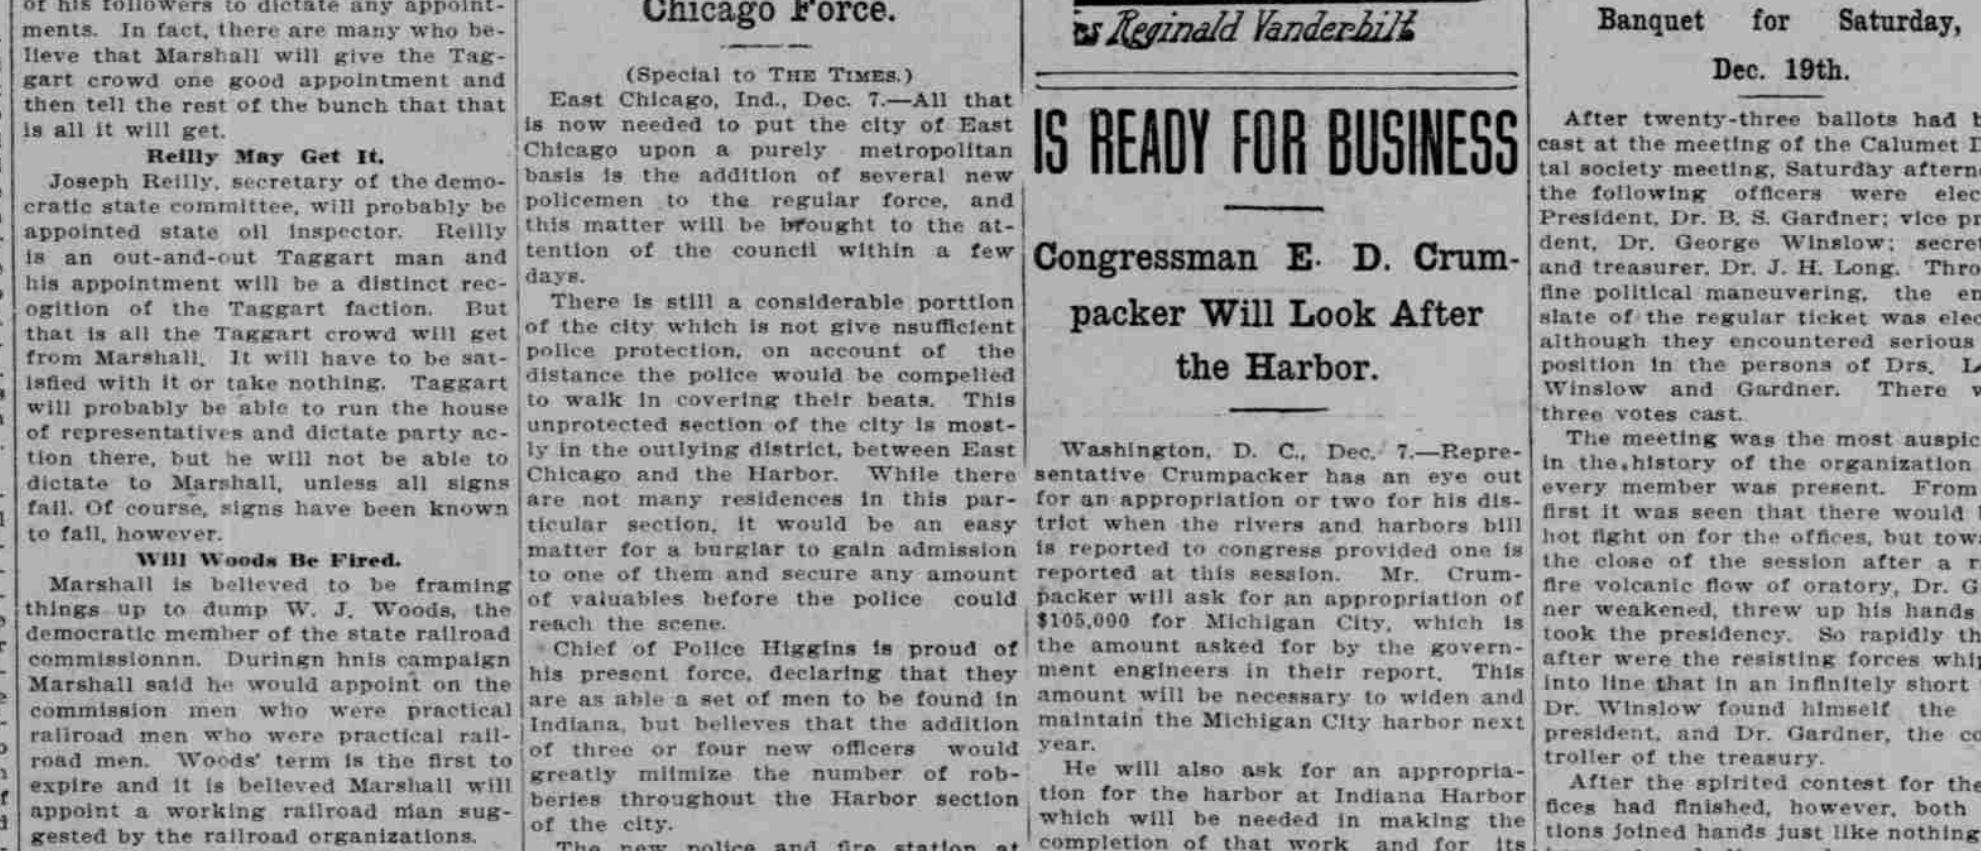 of his followers to dictate any appoint-
ments. In fact, there are many who be-
lieve that Marshall will give the Tag-
gart crowd one good appointment and
then tell the rest of the bunch that that
is all it will get.
Reilly May Get It.
Joseph Reilly, secretary of the demo-
cratic state committee, will probably be
appointed state oil inspector. Reilly
is an out-and-out Taggart man and
his appointment will be a distinct rec-
ogition of the Taggart faction. But
that is all the Taggart crowd will get
from Marshall. It will have to be sat-
isfied with it or take nothing. Taggart
will probably be able to run the house
of representatives and dictate party ac-
tion there, but he will not be able to
dictate to Marshall, unless all signs
fail. Of course, signs have been known
to fail, however.
Will Woods Be Fired.
Marshall is believed to be framing
things up to dump W. J. Woods, the
democratic member of the state railroad
commissionnn. Duringn hnis campaign
Marshall said he would appoint on the
commission men who were practical
railroad men who were practical rail-
road men. Woods' term is the first to
expire and it is believed Marshall will
appoint a working railroad man sug-
gested by the railroad organizations.
Chicago Force.
(Special to THE TIMES.)
East Chicago, Ind., Dec. 7.—All that
is now needed to put the city of East
Chicago upon a purely metropolitan
basis is the addition of several new
policemen to the regular force, and
this matter will be brought to the at-
tention of the council within a few
days.
There is still a considerable porttion
of the city which is not give nsufficient
police protection, on account of the
distance the police would be compelled
to walk in covering their beats. This
unprotected section of the city is most-
ly in the outlying district, between East
Chicago and the Harbor. While there
are not many residences in this par-
ticular section, it would be an easy
matter for a burglar to gain admission
to one of them and secure any amount
of valuables before the police could
reach the scene.
Chief of Police Higgins is proud of
his present force, declaring that they
are as able a set of men to be found in
Indiana, but believes that the addition
of three or four new officers would
greatly miimize the number of rob-
beries throughout the Harbor section
of the city.
The new police and fire station at
as Reginald Vanderbilt
IS READY FOR BUSINESS
Congressman E. D. Crum-
packer Will Look After
the Harbor.
Washington, D. C., Dec. 7.—Repre-
sentative Crumpacker has an eye out
for an appropriation or two for his dis-
trict when the rivers and harbors bill
is reported to congress provided one is
reported at this session. Mr. Crum-
packer will ask for an appropriation of
$105,000 for Michigan City, which is
the amount asked for by the govern-
ment engineers in their report. This
amount will be necessary to widen and
maintain the Michigan City harbor next
year.
He will also ask for an appropria-
tion for the harbor at Indiana Harbor
which will be needed in making the
completion of that work and for its
Banquet for Saturday,
Dec. 19th.
After twenty-three ballots had
cast at the meeting of the Calumet
tal society meeting, Saturday aftern
the following officers were elec
President, Dr. B. S. Gardner; vice pr
dent, Dr. George Winslow; secret
and treasurer, Dr. J. H. Long. Thro
fine political maneuvering, the en
slate of the regular ticket was elec
although they encountered serious
position in the persons of Drs.
Winslow and Gardner. There
three votes cast.
The meeting was the most auspic
in the history of the organization
every member was present. From
first it was seen that there would
hot fight on for the offices, but tow
the close of the session after a
fire volcanic flow of oratory, Dr. G
ner weakened, threw up his hands
took the presidency. So rapidly th
after were the resisting forces whi
into line that in an infinitely short
Dr. Winslow found himself the
president, and Dr. Gardner, the co
troller of the treasury.
After the spirited contest for the
fices had finished, however, both
tions joined hands just like nothing